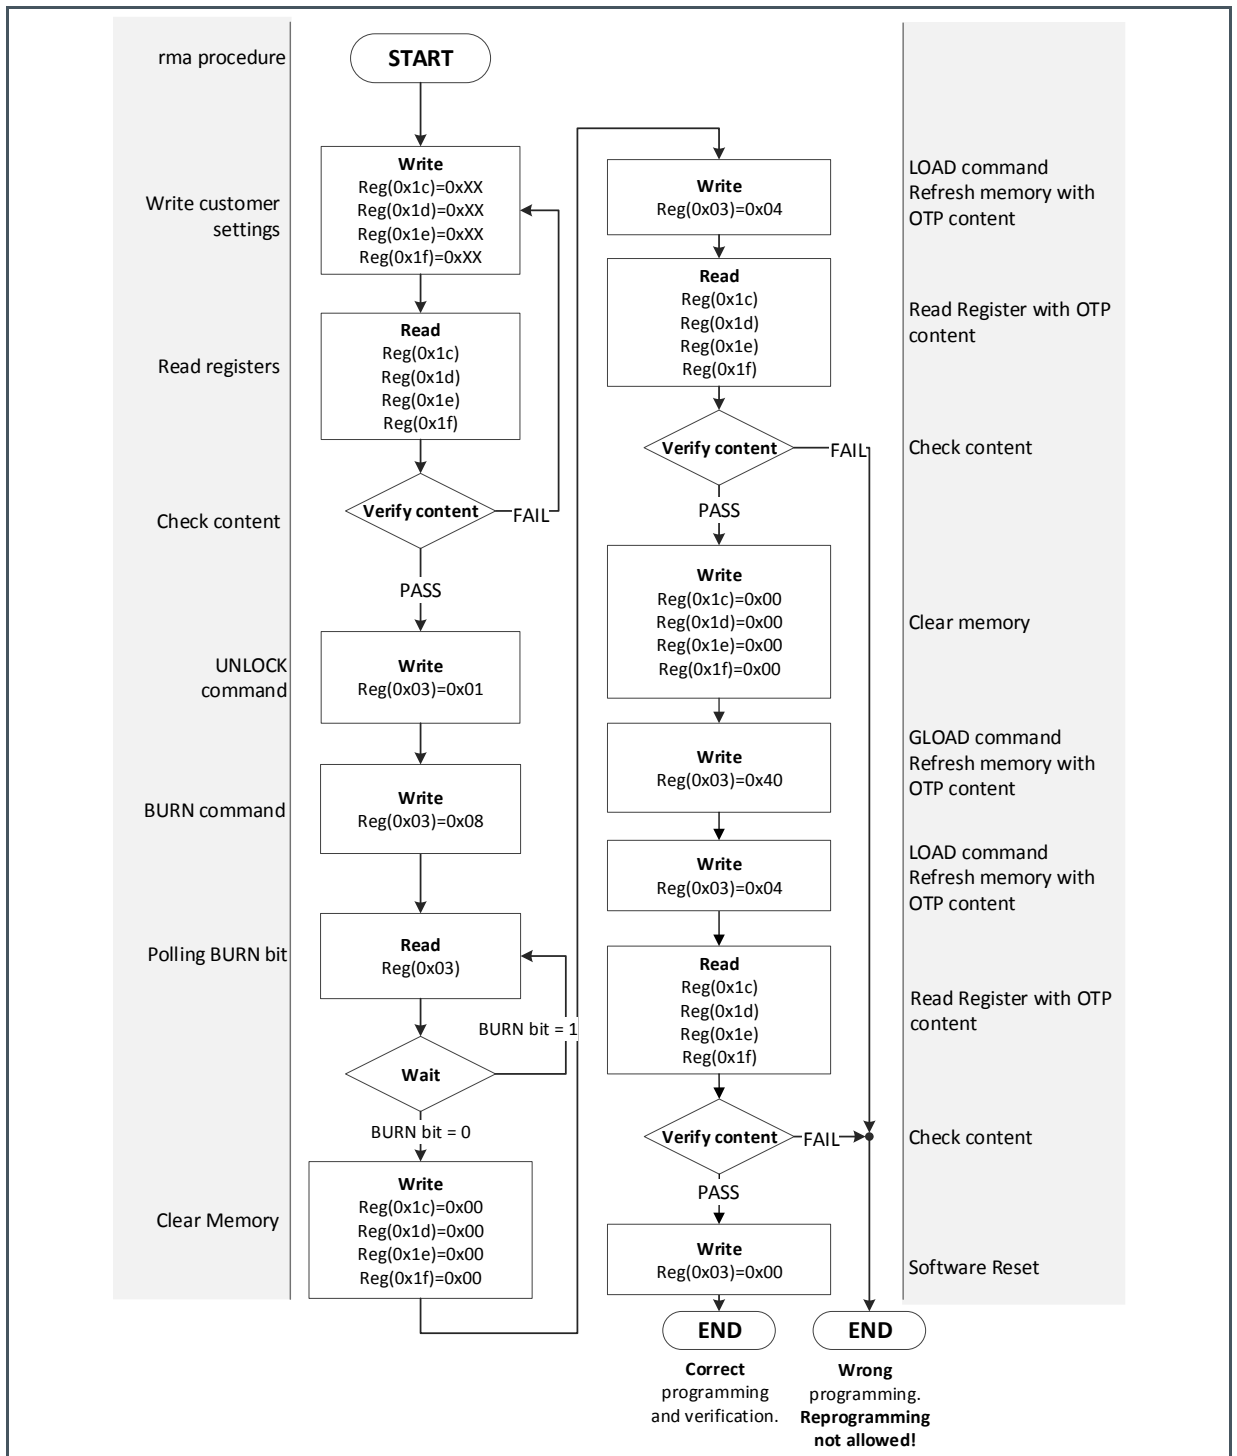 rma procedure
START
Write customer
settings
Write
Reg(0x1c)=0xXX
Reg(0x1d)=0xXX
Reg(0x1e)=0xXX
Reg(0x1f)=0xXX
Read registers
Read
Reg(0x1c)
Reg(0x1d)
Reg(0x1e)
Reg(0x1f)
Check content
Verify content
FAIL
PASS
UNLOCK
command
Write
Reg(0x03)=0x01
BURN command
Write
Reg(0x03)=0x08
Polling BURN bit
Read
Reg(0x03)
BURN bit = 1
Wait
BURN bit = 0
Clear Memory
Write
Reg(0x1c)=0x00
Reg(0x1d)=0x00
Reg(0x1e)=0x00
Reg(0x1f)=0x00
Write
Reg(0x03)=0x04
LOAD command
Refresh memory with
OTP content
Read
Reg(0x1c)
Reg(0x1d)
Reg(0x1e)
Reg(0x1f)
Read Register with OTP
content
Verify content
FAIL
Check content
PASS
Write
Reg(0x1c)=0x00
Reg(0x1d)=0x00
Reg(0x1e)=0x00
Reg(0x1f)=0x00
Clear memory
Write
Reg(0x03)=0x40
GLOAD command
Refresh memory with
OTP content
Write
Reg(0x03)=0x04
LOAD command
Refresh memory with
OTP content
Read
Reg(0x1c)
Reg(0x1d)
Reg(0x1e)
Reg(0x1f)
Read Register with OTP
content
Verify content
FAIL
Check content
PASS
Write
Reg(0x03)=0x00
Software Reset
END
Correct
programming
and verification.
END
Wrong
programming.
Reprogramming
not allowed!